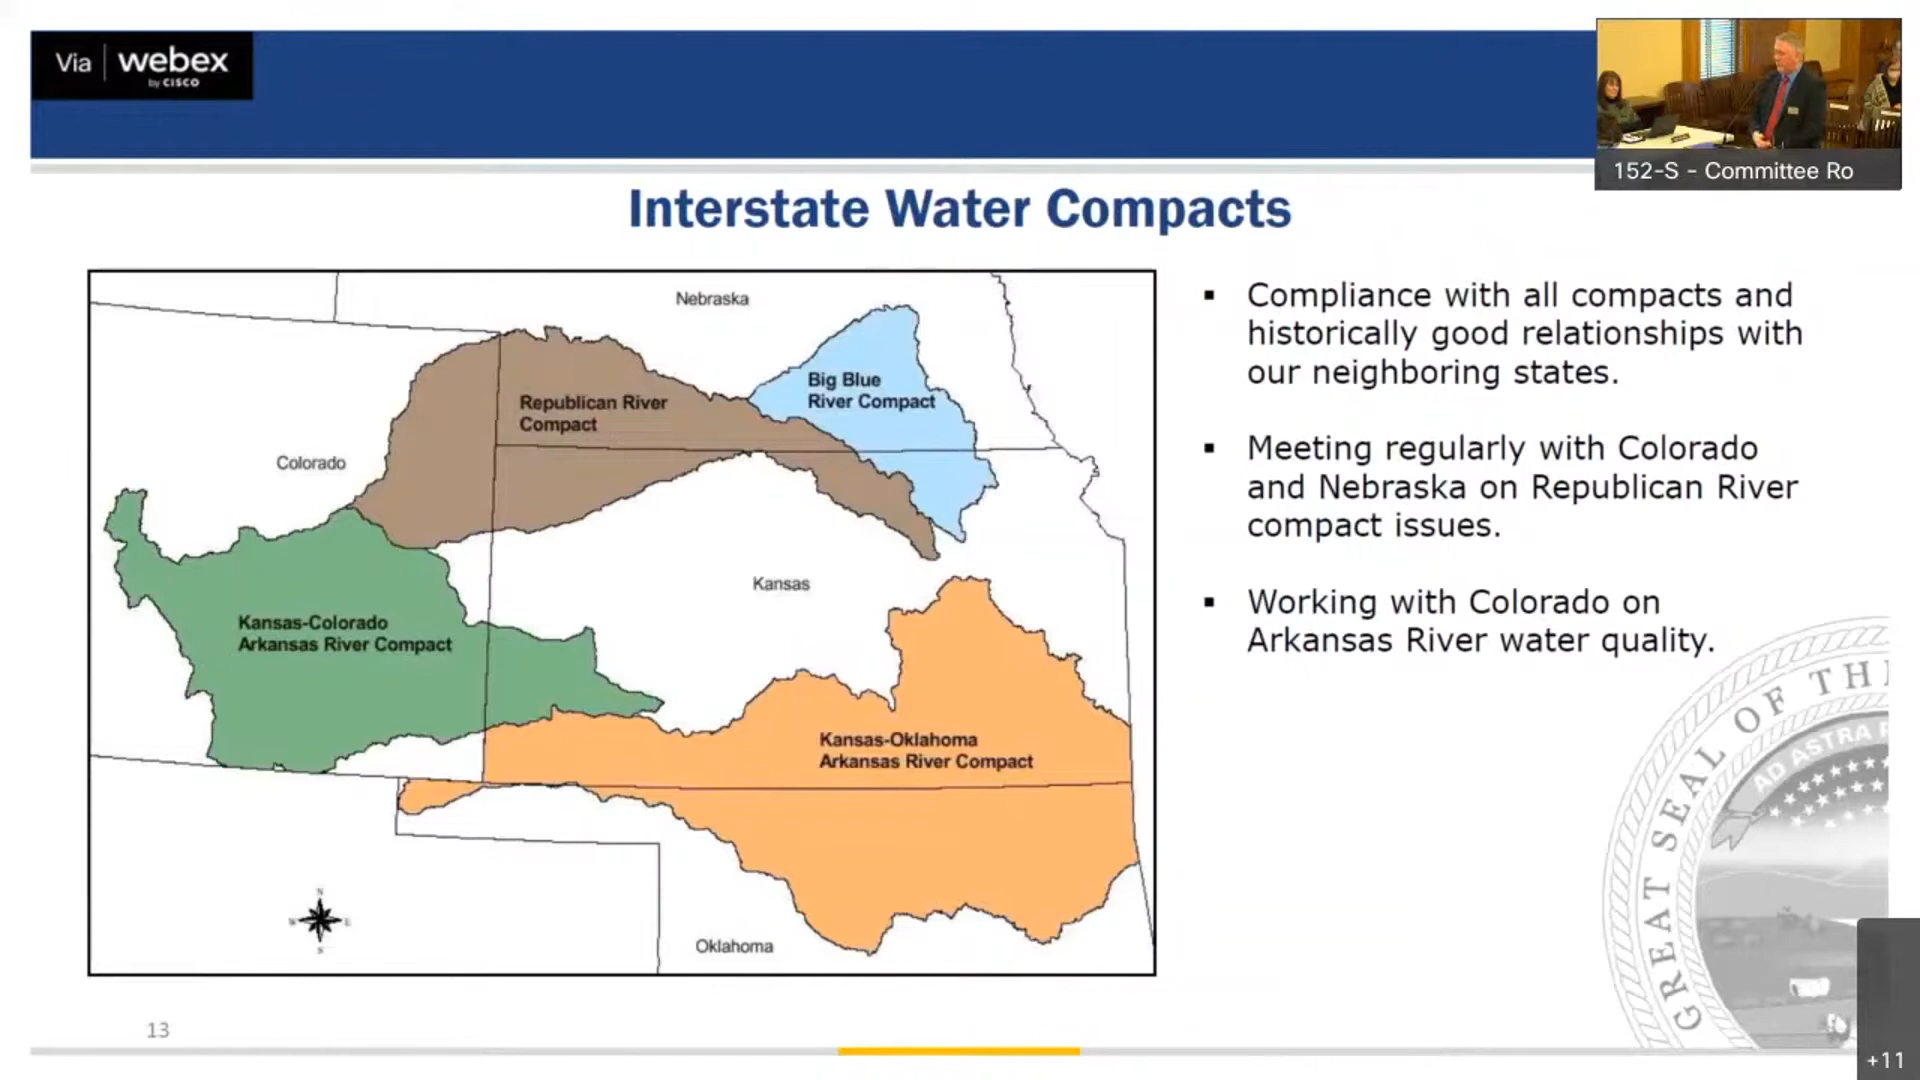 Via webex
by CISCO
152-S - Committee Ro
Interstate Water Compacts
Nebraska
Big Blue
River Compact
Republican River
Compact
Colorado
Kansas
Kansas-Colorado
Arkansas River Compact
Kansas-Oklahoma
Arkansas River Compact
Oklahoma
N
W
E
S
▪ Compliance with all compacts and
historically good relationships with
our neighboring states.
▪ Meeting regularly with Colorado
and Nebraska on Republican River
compact issues.
▪ Working with Colorado on
Arkansas River water quality.
GREAT SEAL OF TH
AD ASTRA P
13
+11